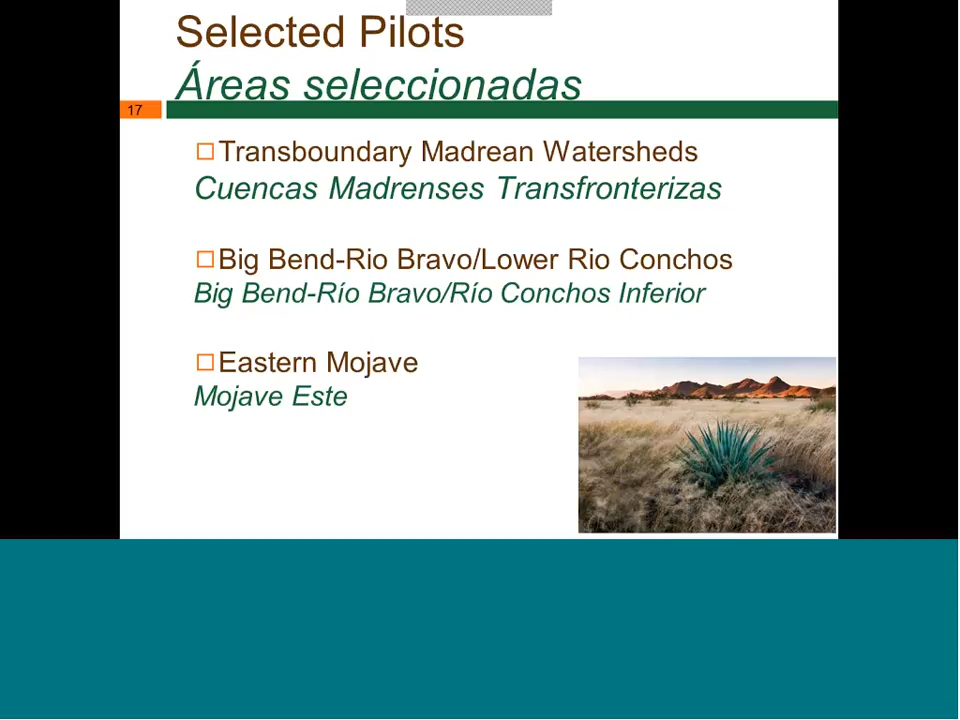 Selected Pilots
Áreas seleccionadas
17
Transboundary Madrean Watersheds
Cuencas Madrenses Transfronterizas
Big Bend-Rio Bravo/Lower Rio Conchos
Big Bend-Río Bravo/Río Conchos Inferior
Eastern Mojave
Mojave Este